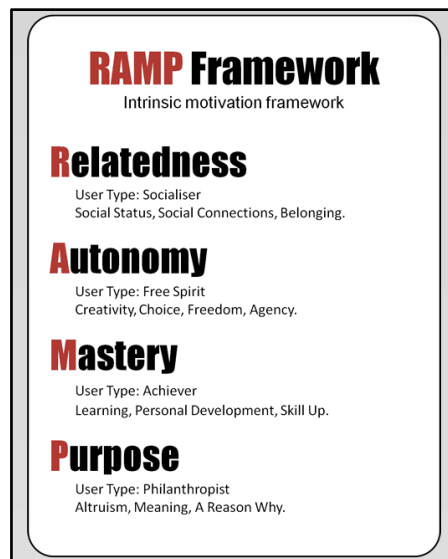 RAMP Framework
Intrinsic motivation framework
Relatedness
User Type: Socialiser
Social Status, Social Connections, Belonging.
Autonomy
User Type: Free Spirit
Creativity, Choice, Freedom, Agency.
Mastery
User Type: Achiever
Learning, Personal Development, Skill Up.
Purpose
User Type: Philanthropist
Altruism, Meaning, A Reason Why.